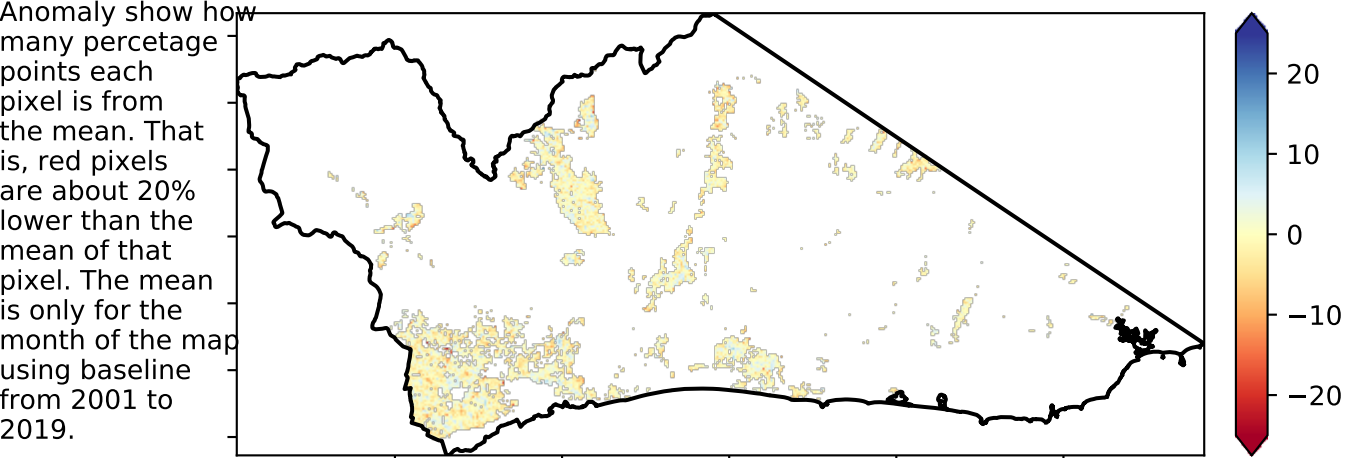 Anomaly show how
many percetage
points each
pixel is from
the mean. That
is, red pixels
are about 20%
lower than the
mean of that
pixel. The mean
is only for the
month of the map
using baseline
from 2001 to
2019.
20
10
0
−10
−20